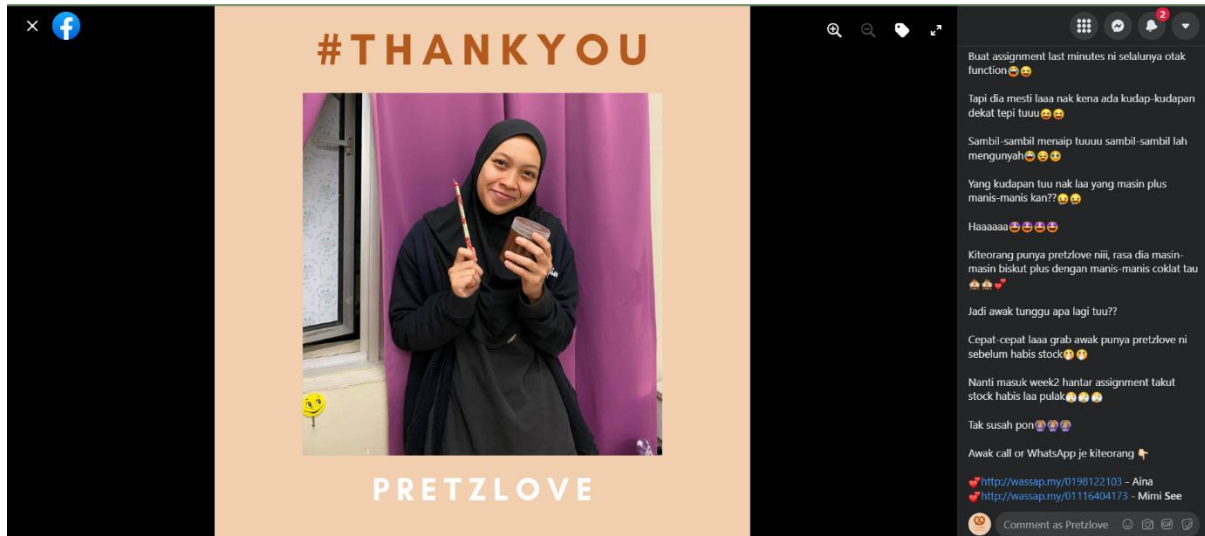 #THANKYOU
PRETZLOVE
2
Buat assignment last minutes ni selalunya otak
function😂😝
Tapi dia mesti laaa nak kena ada kudap-kudapan
dekat tepi tuuu😝😝
Sambil-sambil menaip tuuuu sambil-sambil lah
mengunyah
Yang kudapan tuu nak laa yang masin plus
manis-manis kan??
Haaaaaa🤩🤩🤩🤩
Kiteorang punya pretzlove niii, rasa dia masin-
masin biskut plus dengan manis-manis coklat tau
🙈🙈💕
Jadi awak tunggu apa lagi tuu??
Cepat-cepat laaa grab awak punya pretzlove ni
sebelum habis stock
Nanti masuk week2 hantar assignment takut
stock habis laa pulak
Tak susah pon
Awak call or WhatsApp je kiteorang 👇🏻
💕http://wassap.my/0198122103 - Aina
💕http://wassap.my/01116404173 - Mimi See
Comment as Pretzlove
GIF